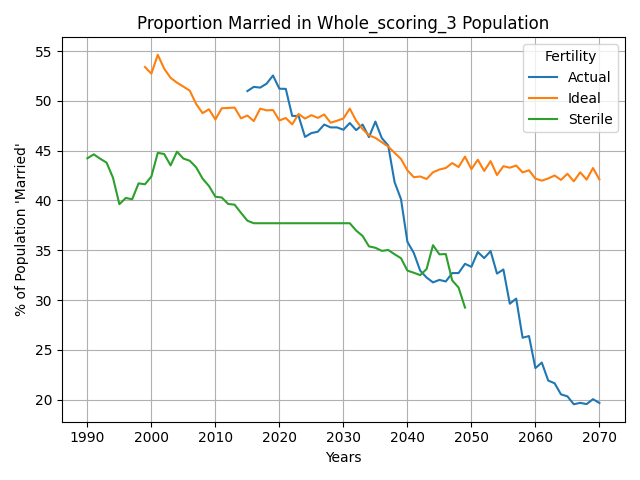 Proportion Married in Whole_scoring_3 Population
% of Population 'Married'
55
50
45
40
35
30
25
20
Fertility
Actual
Ideal
Sterile
1990 2000 2010 2020 2030 2040 2050 2060 2070
Years